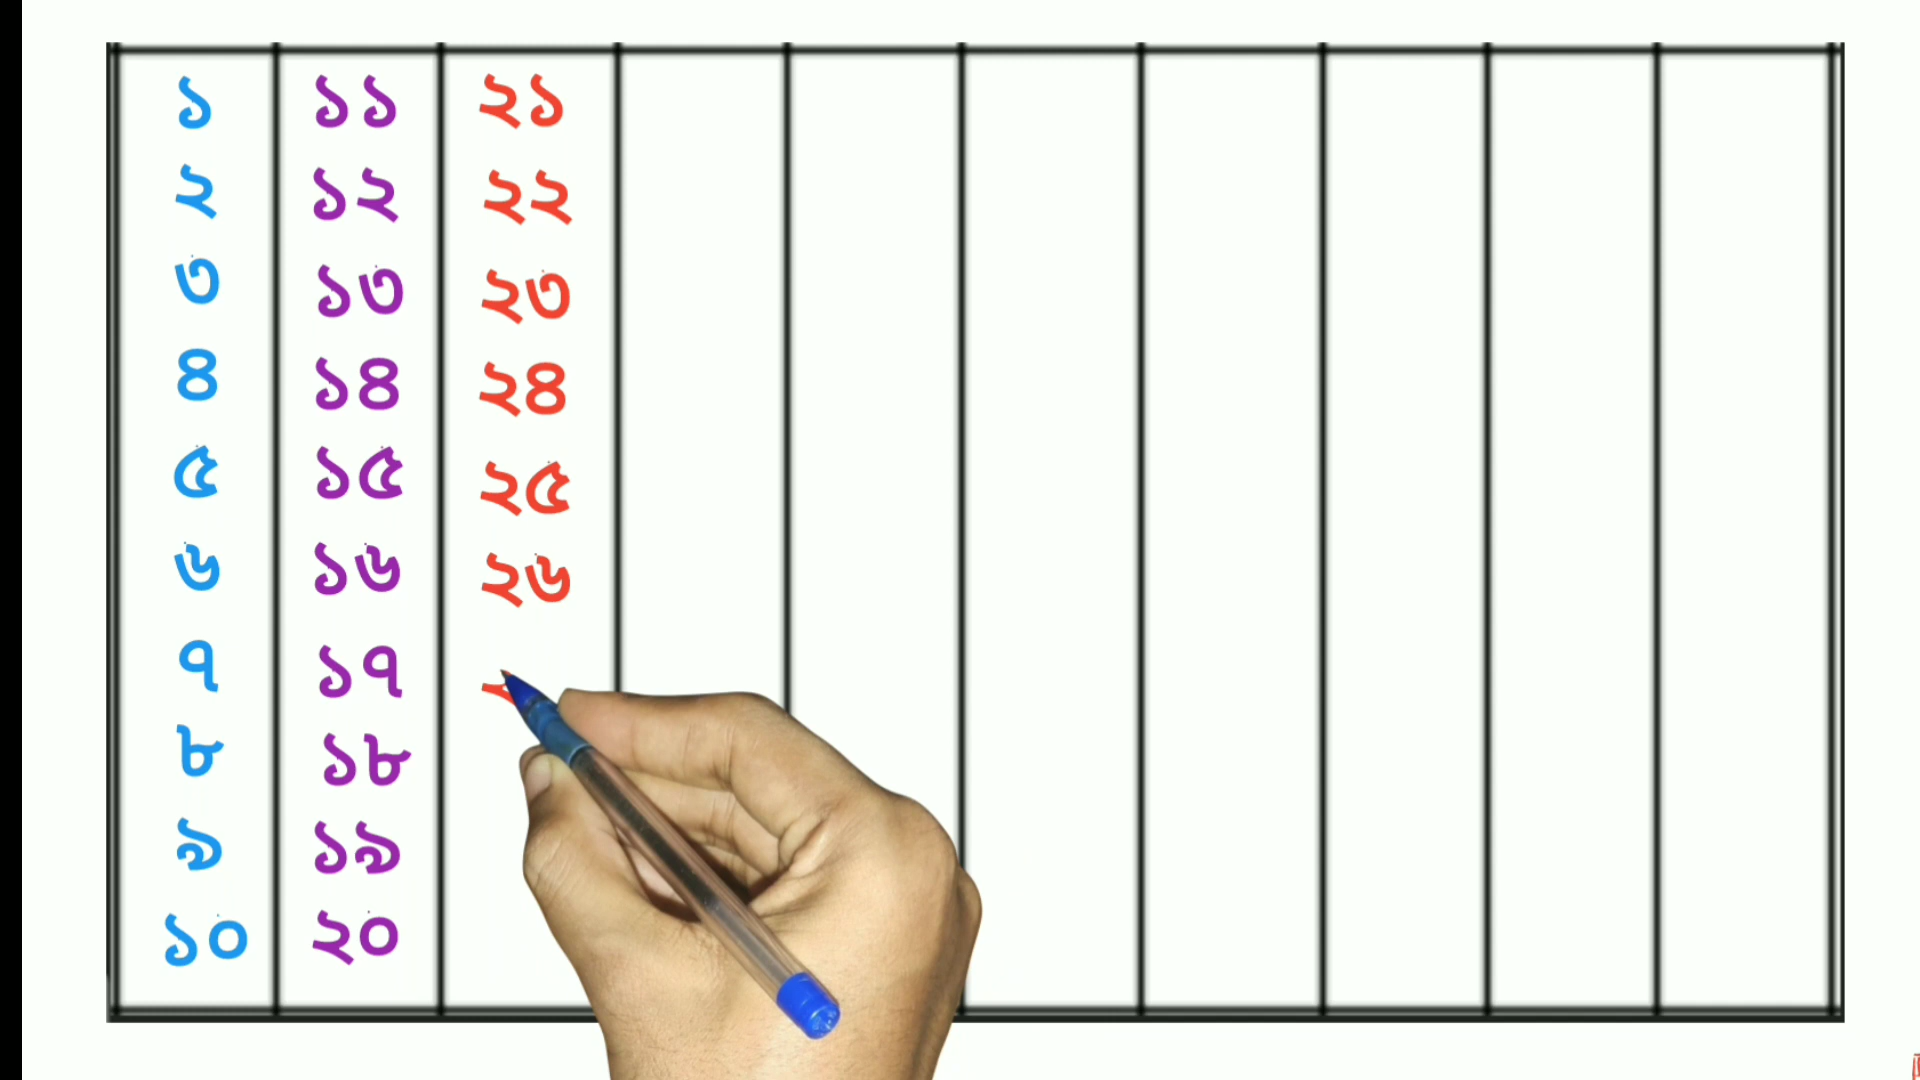 ১ ১১ ২১
২ ১২ ২২
৩ ১৩ ২৩
৪ ১৪ ২৪
৫ ১৫ ২৫
৬ ১৬ ২৬
৭ ১৭
৮ ১৮
৯ ১৯
১০ ২০